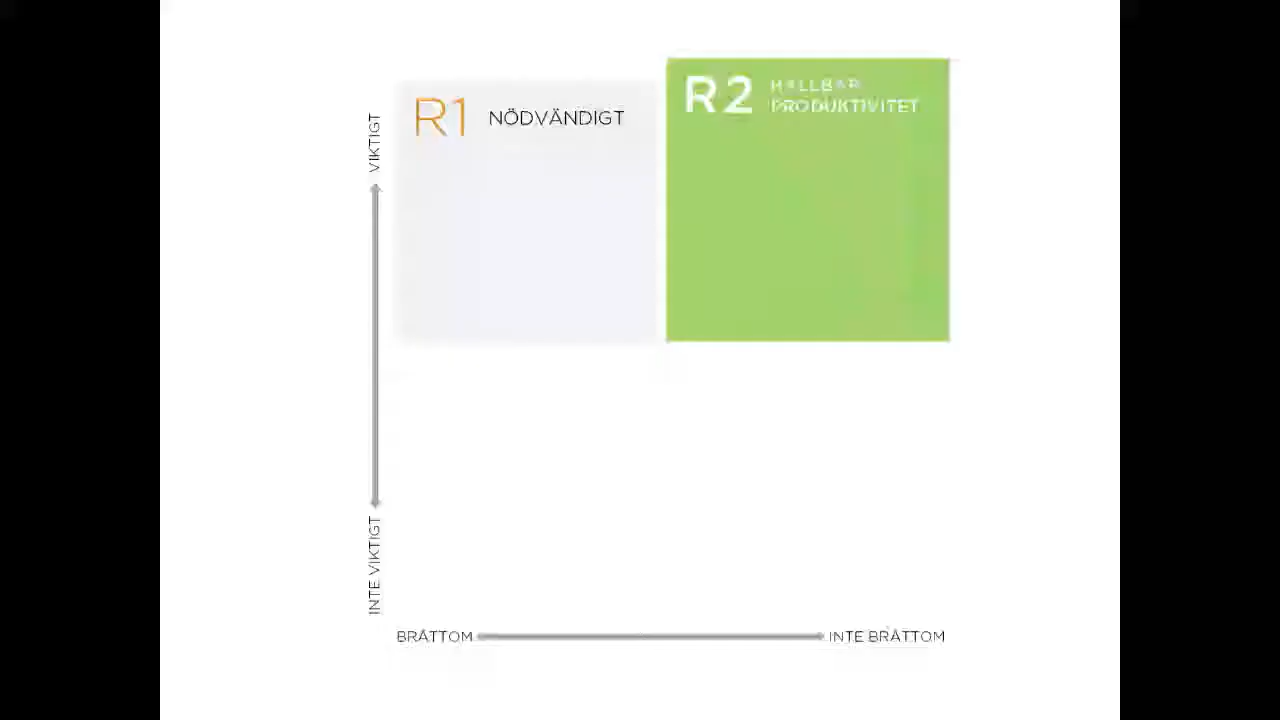 R1 NÖDVÄNDIGT
R2 HÅLLBAR
PRODUKTIVITET
VIKTIGT
INTE VIKTIGT
BRÅTTOM
INTE BRÅTTOM